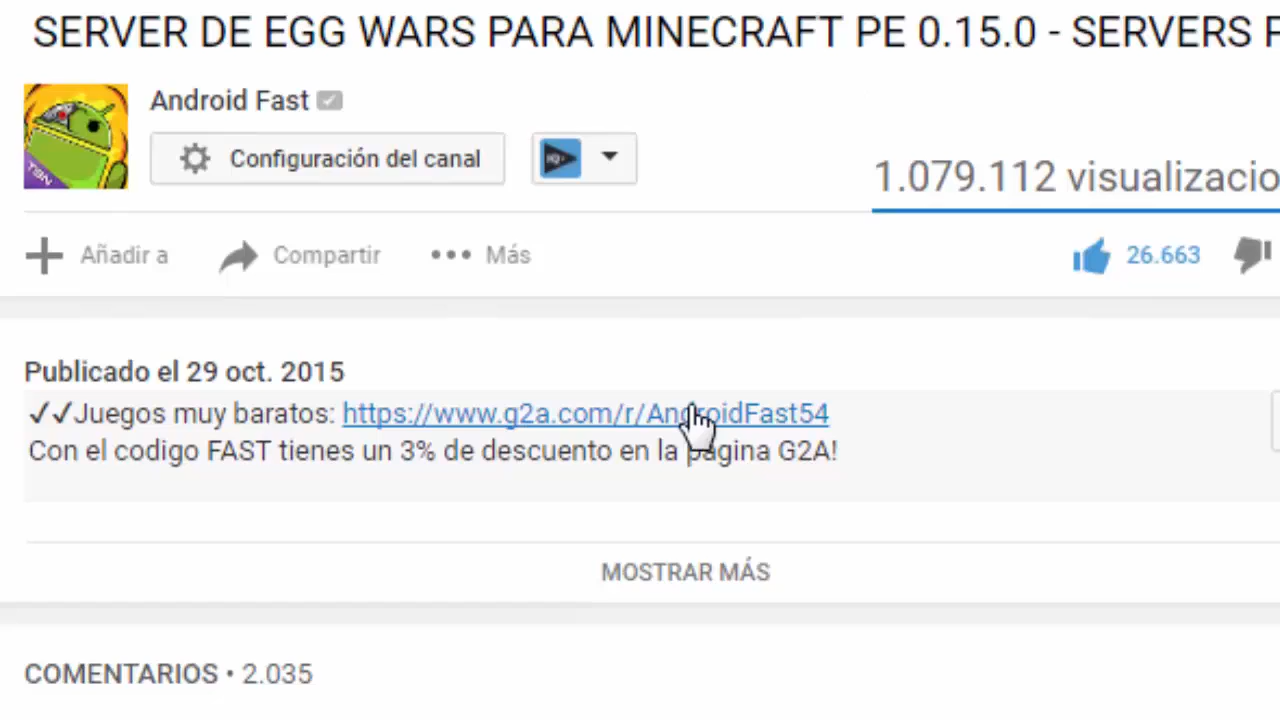 SERVER DE EGG WARS PARA MINECRAFT PE 0.15.0 - SERVERS P
Android Fast
TGN
Configuración del canal
HQ+
1.079.112 visualizacio
Añadir a
Compartir
Más
26.663
Publicado el 29 oct. 2015
✓✓Juegos muy baratos: https://www.g2a.com/r/AndroidFast54
Con el codigo FAST tienes un 3% de descuento en la pagina G2A!
MOSTRAR MÁS
COMENTARIOS • 2.035